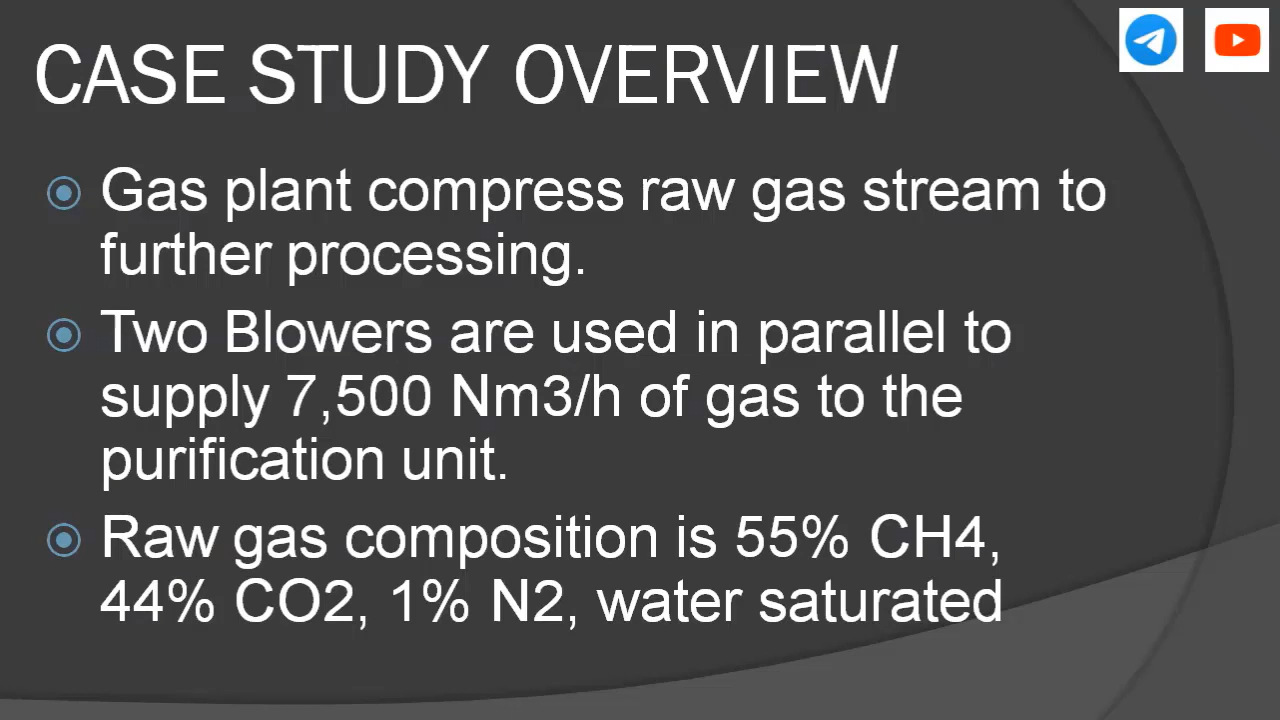 CASE STUDY OVERVIEW
Gas plant compress raw gas stream to
further processing.
Two Blowers are used in parallel to
supply 7,500 Nm3/h of gas to the
purification unit.
Raw gas composition is 55% CH4,
44% CO2, 1% N2, water saturated